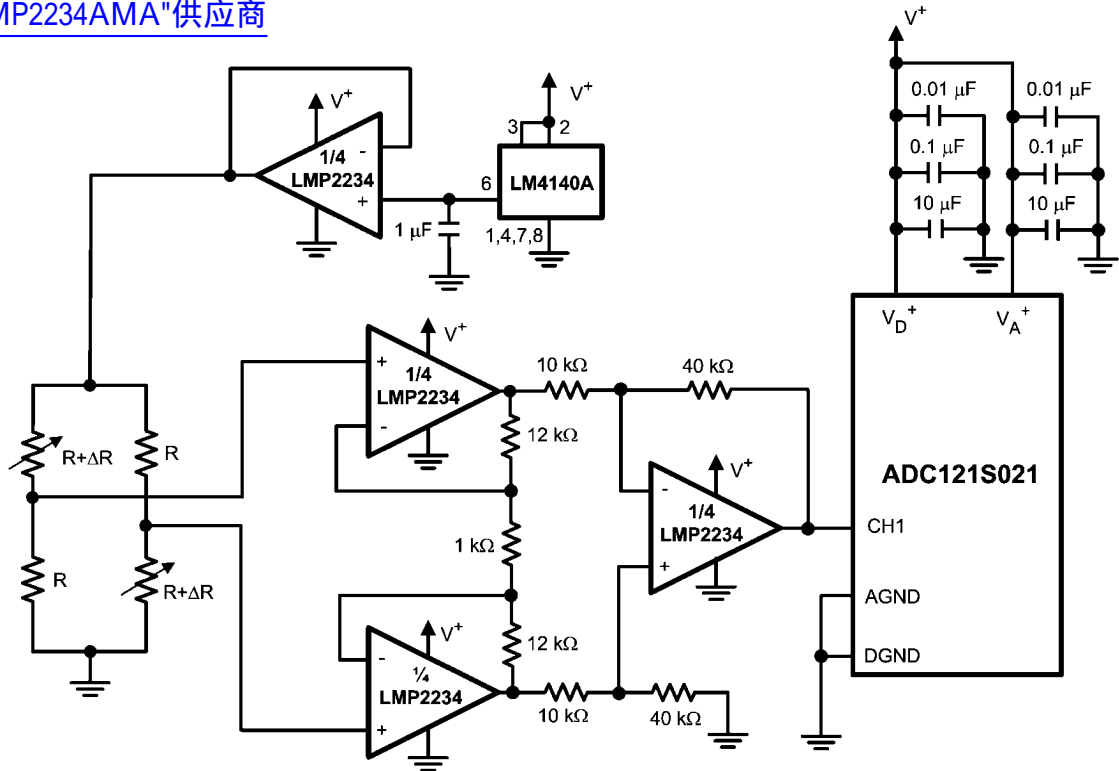 MP2234AMA"供应商
V+
0.01 μF
0.01 μF
0.1 μF
0.1 μF
10 μF
10 μF
V+
1/4
LMP2234
-
+
V+
3
2
6
LM4140A
1,4,7,8
1 μF
VD+
VA+
V+
+
1/4
LMP2234
-
10 kΩ
40 kΩ
12 kΩ
R+ΔR
R
V+
-
1/4
LMP2234
+
ADC121S021
CH1
1 kΩ
R
R+ΔR
AGND
DGND
V+
-
¼
LMP2234
+
12 kΩ
10 kΩ
40 kΩ